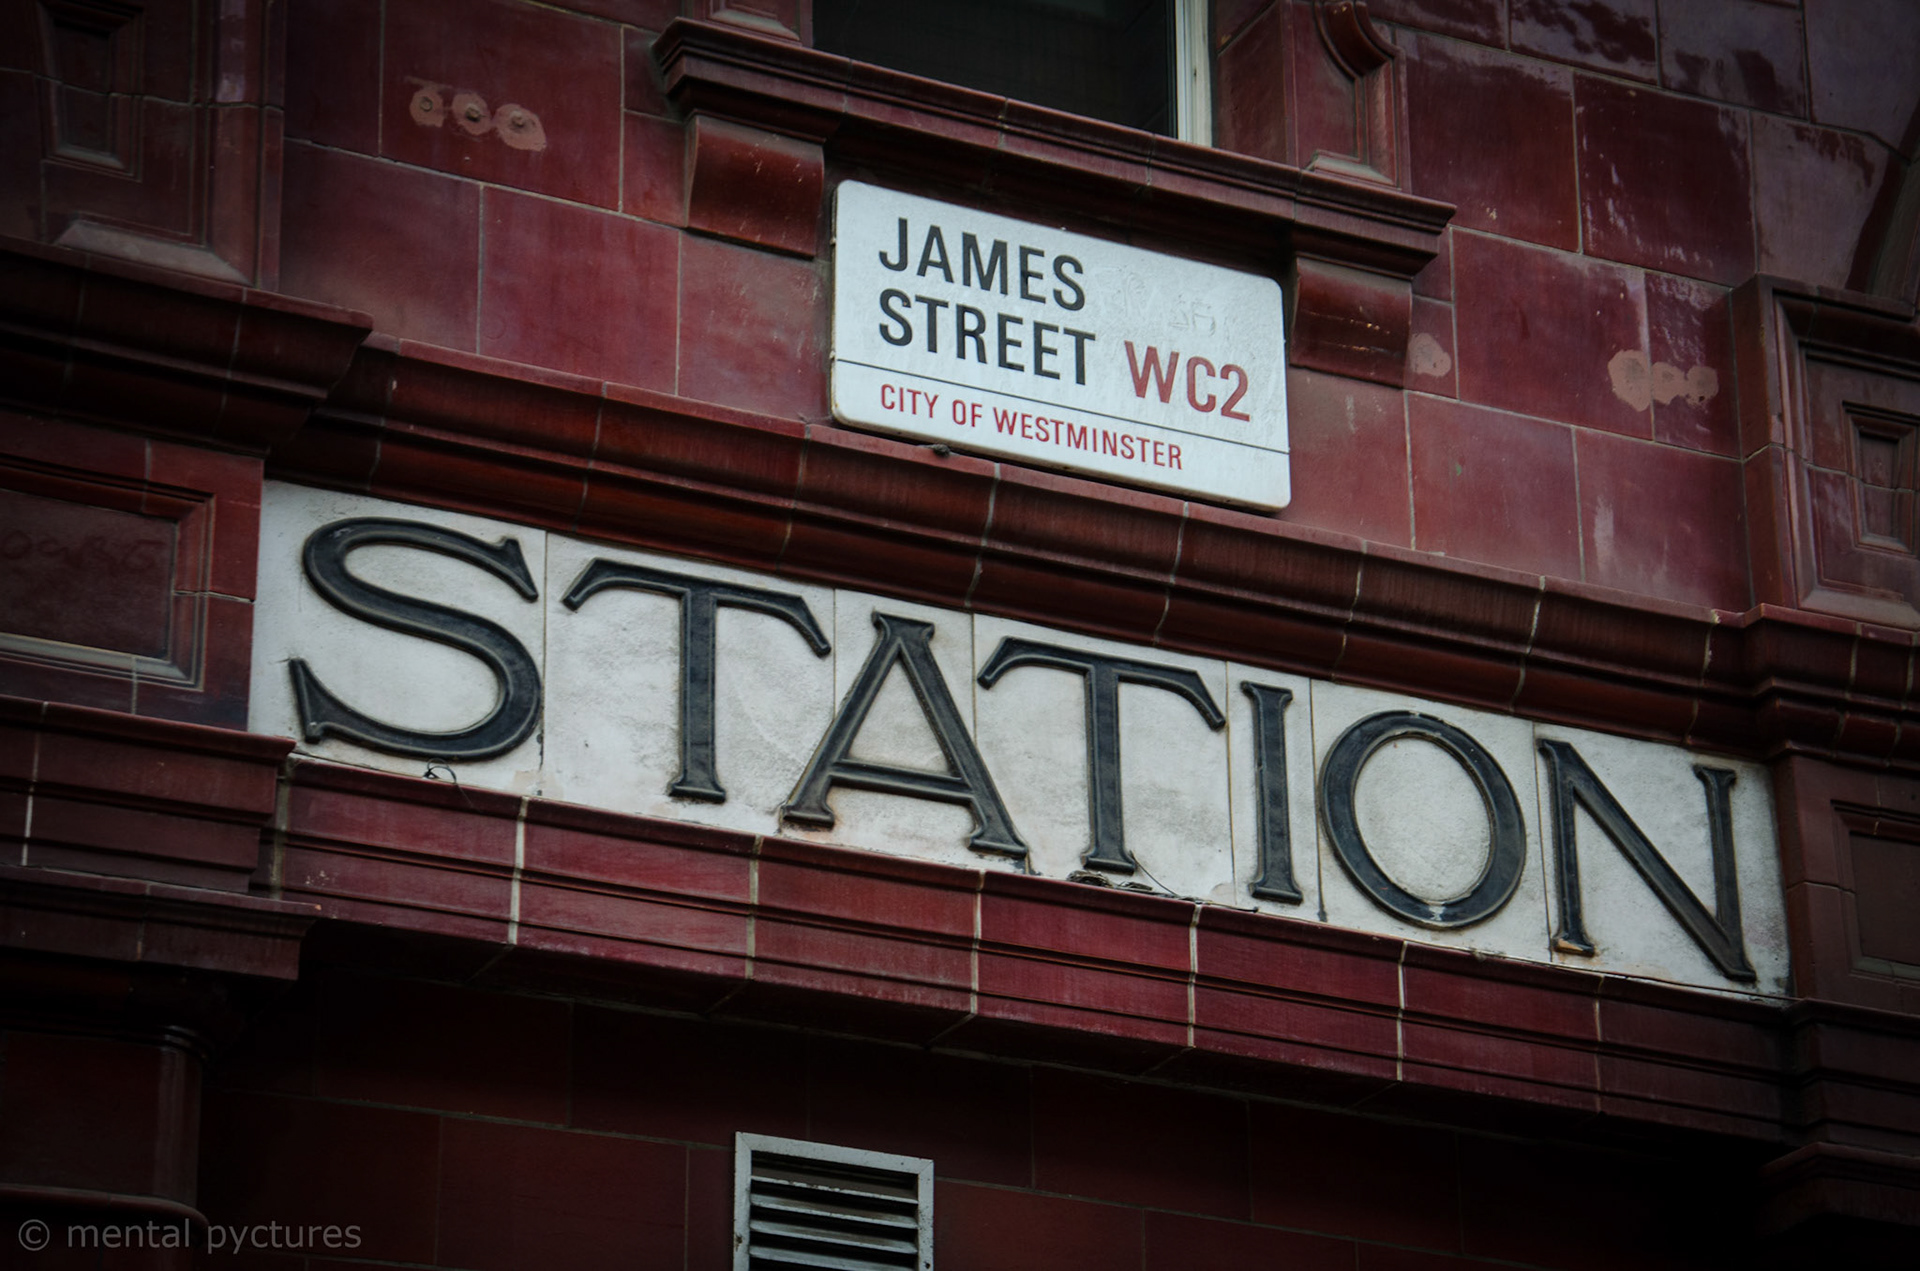 JAMES
STREET WC2
CITY OF WESTMINSTER
STATION
© mental pyctures